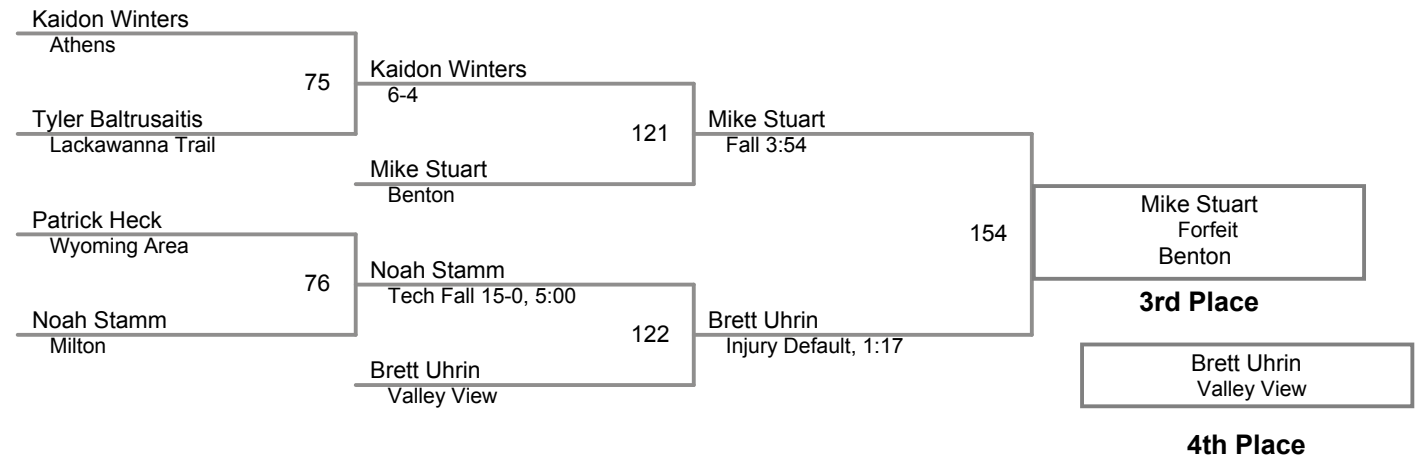 Kaidon Winters
Athens
75
Kaidon Winters
6-4
Tyler Baltrusaitis
Lackawanna Trail
121
Mike Stuart
Fall 3:54
Mike Stuart
Benton
Patrick Heck
Wyoming Area
154
Mike Stuart
Forfeit
Benton
3rd Place
76
Noah Stamm
Tech Fall 15-0, 5:00
Noah Stamm
Milton
122
Brett Uhrin
Injury Default, 1:17
Brett Uhrin
Valley View
Brett Uhrin
Valley View
4th Place